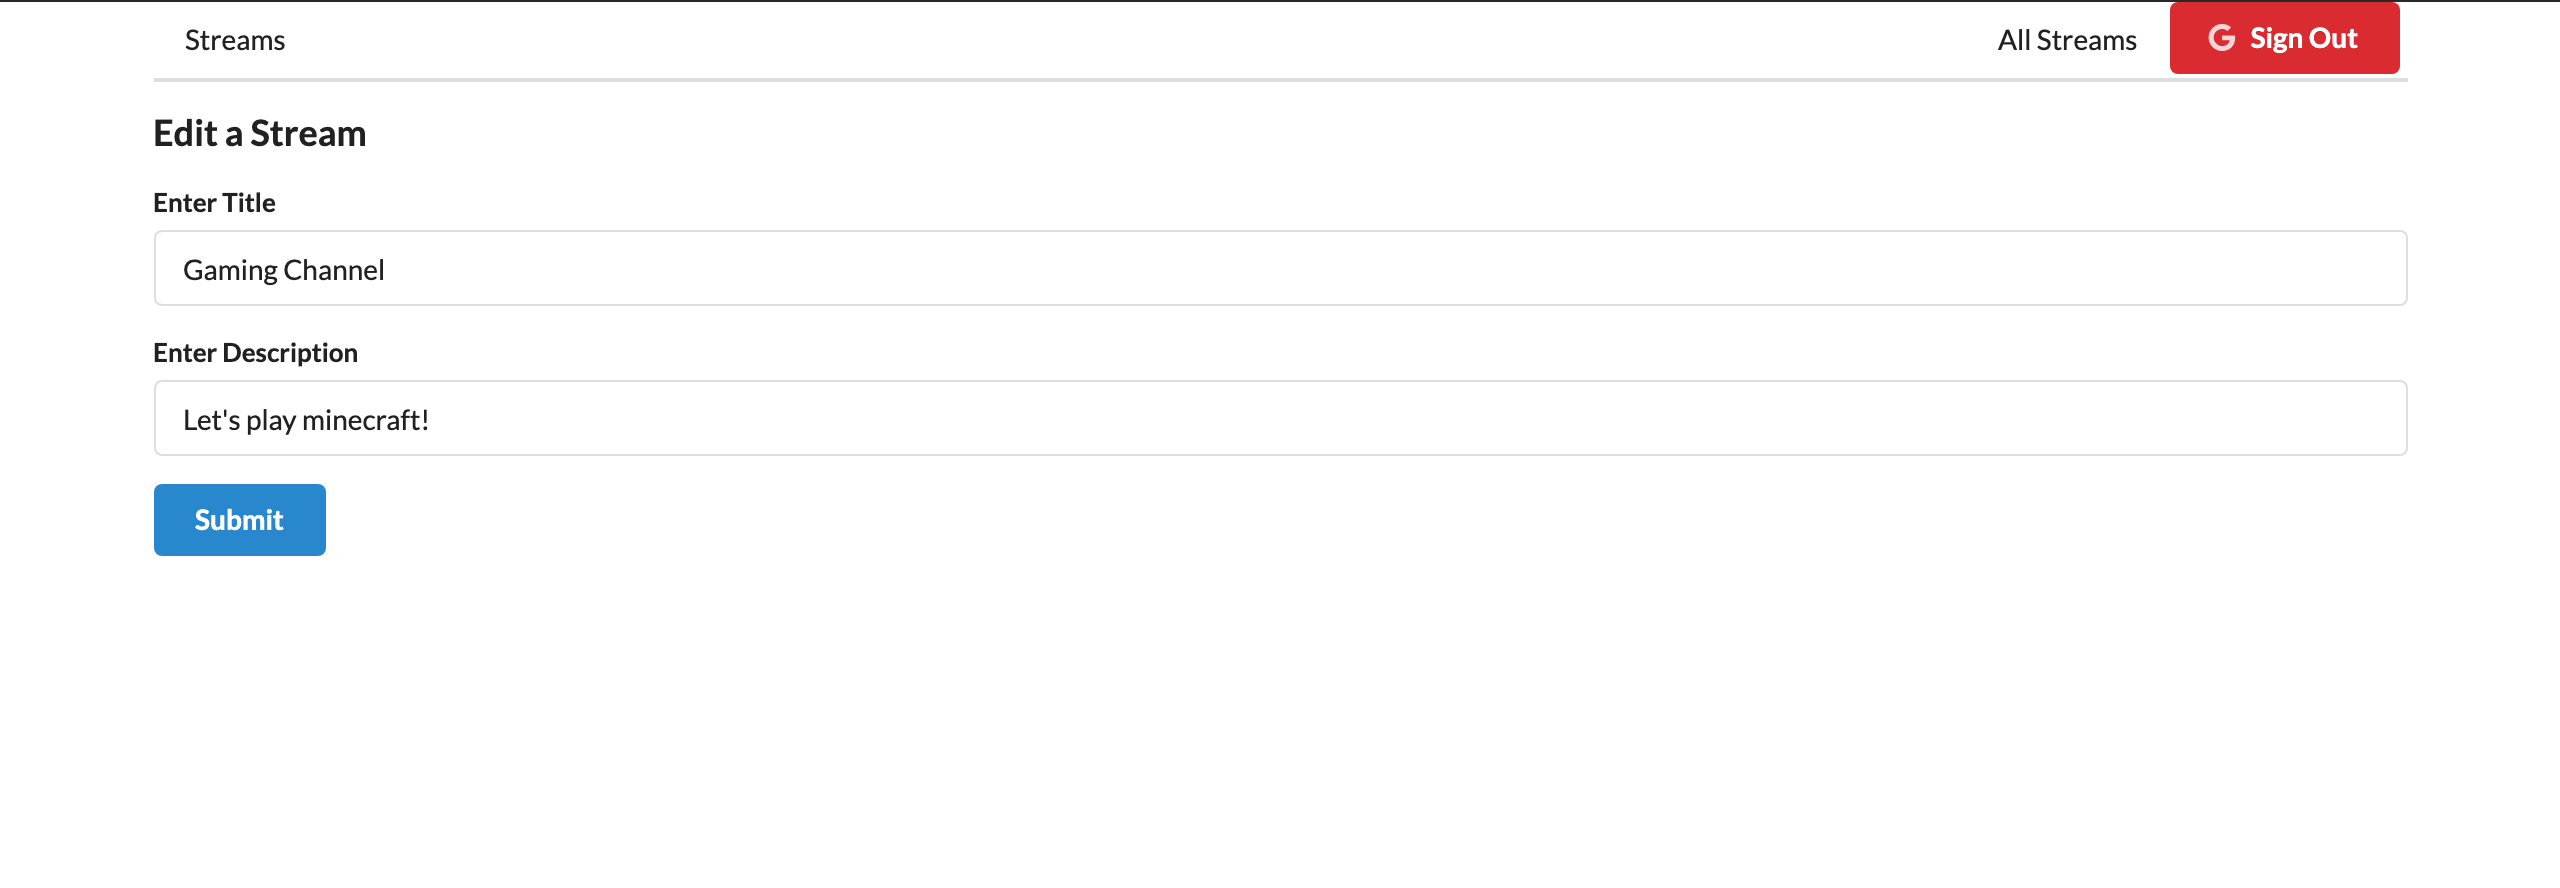 Streams
All Streams
Sign Out
Edit a Stream
Enter Title
Gaming Channel
Enter Description
Let's play minecraft!
Submit